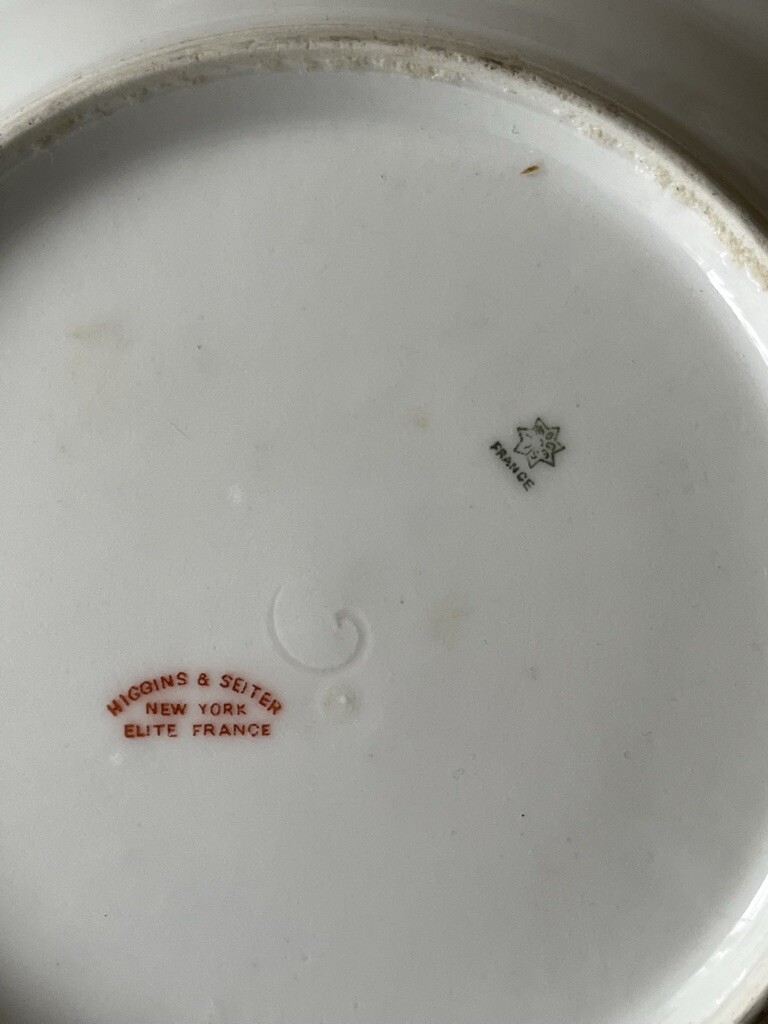 FRANCE
HIGGINS & SEITER
NEW YORK
ELITE FRANCE